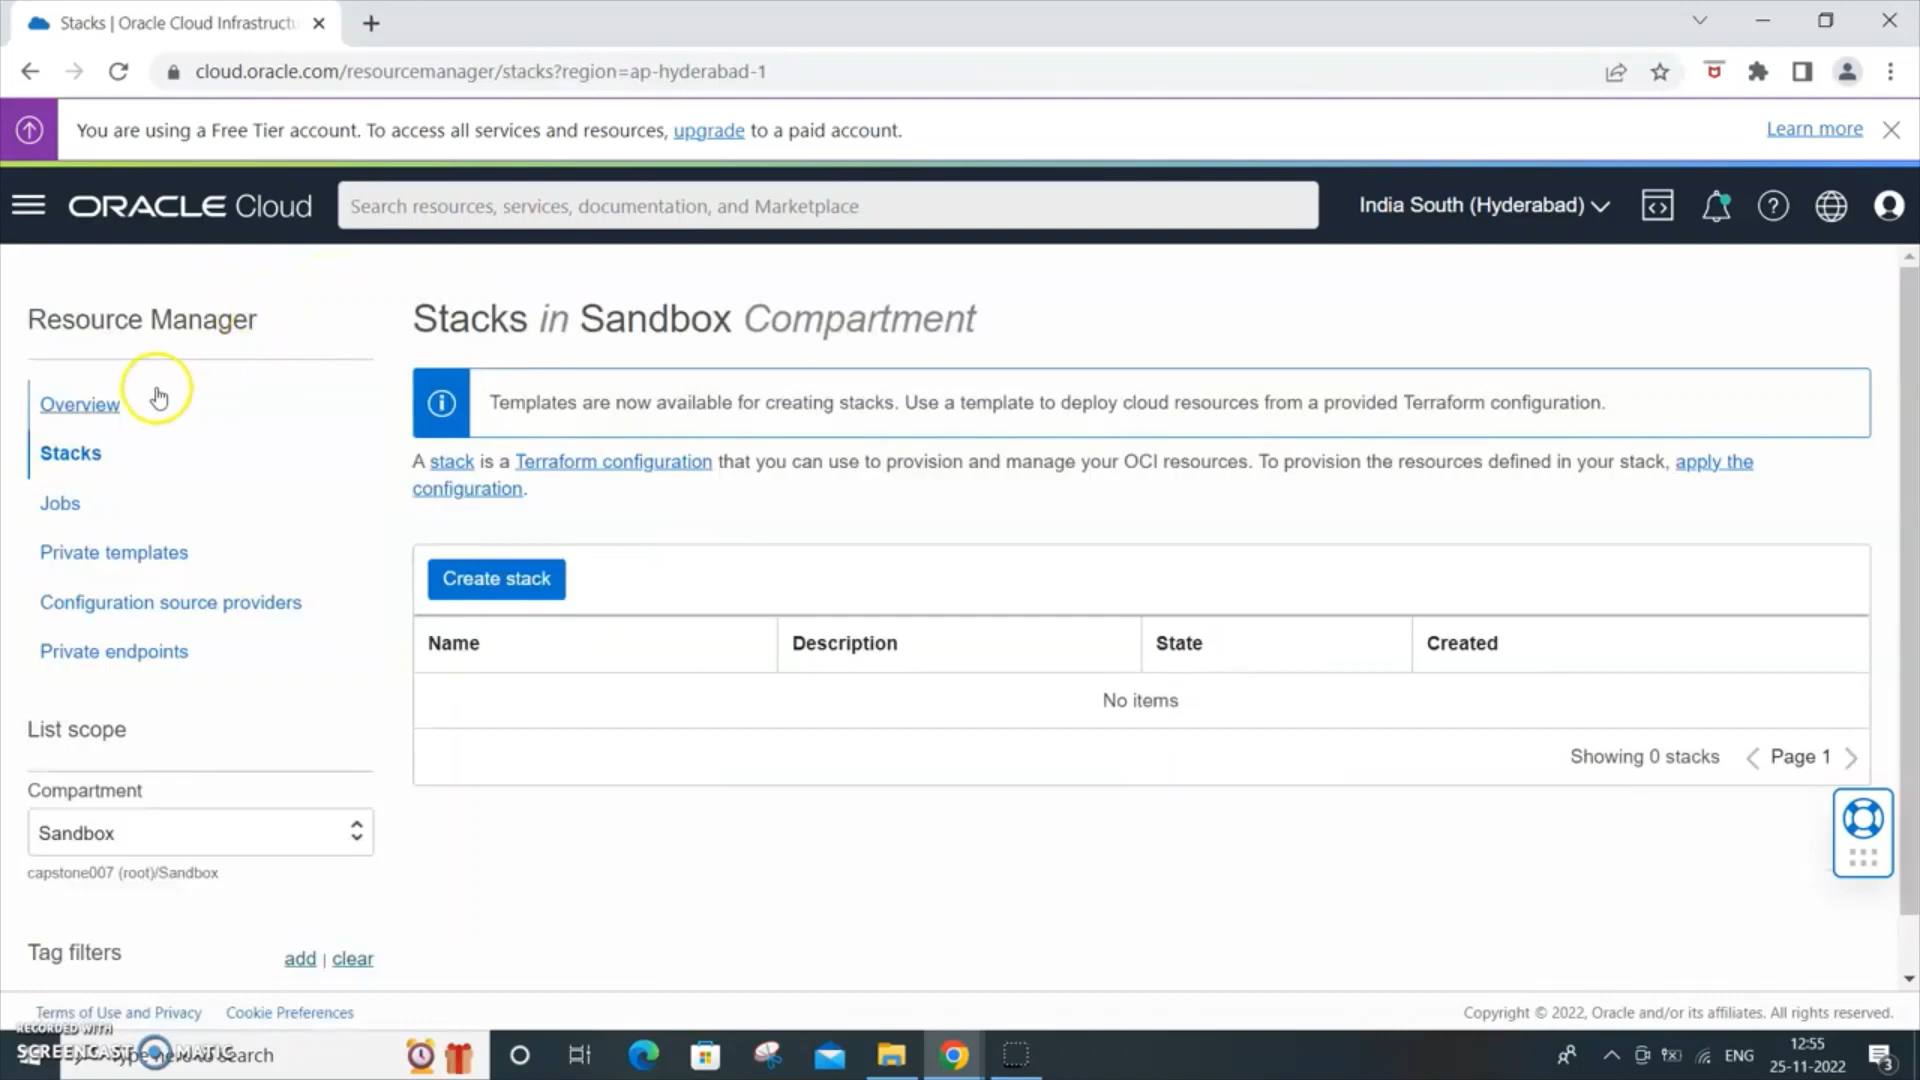 Stacks | Oracle Cloud Infrastructu
cloud.oracle.com/resourcemanager/stacks?region=ap-hyderabad-1
You are using a Free Tier account. To access all services and resources, upgrade to a paid account.
Learn more
ORACLE Cloud
Search resources, services, documentation, and Marketplace
India South (Hyderabad)
Resource Manager
Overview
Stacks
Jobs
Private templates
Configuration source providers
Private endpoints
List scope
Compartment
Sandbox
capstone007 (root)/Sandbox
Tag filters
add | clear
Stacks in Sandbox Compartment
Templates are now available for creating stacks. Use a template to deploy cloud resources from a provided Terraform configuration.
A stack is a Terraform configuration that you can use to provision and manage your OCI resources. To provision the resources defined in your stack, apply the
configuration.
Create stack
Name Description State Created
No items
Showing 0 stacks Page 1
Terms of Use and Privacy Cookie Preferences
Copyright © 2022, Oracle and/or its affiliates. All rights reserved.
RECORDED WITH
SCREENCAST MATIC
Type here to search
ENG
12:55
25-11-2022
3